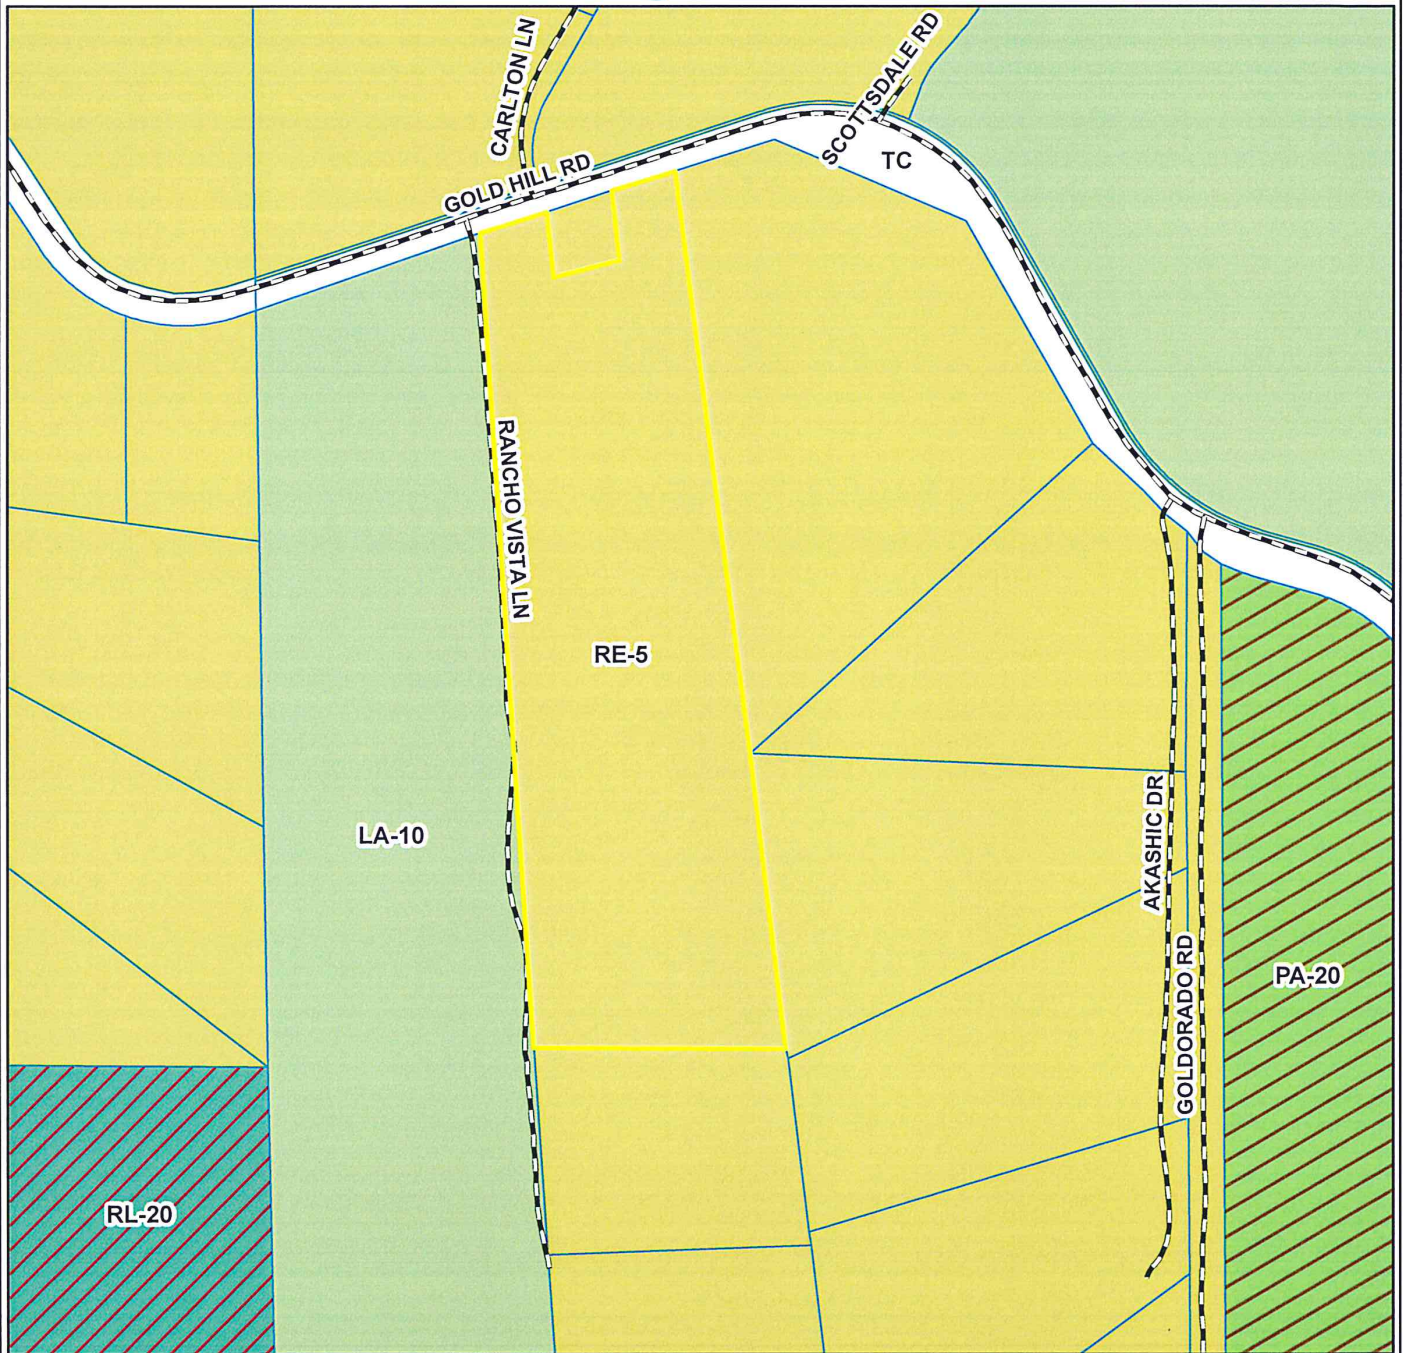 CARLTON LN
SCOTTSDALE RD
TC
GOLD HILL RD
RANCHO VISTA LN
RE-5
LA-10
AKASHIC DR
GOLDORADO RD
PA-20
RL-20